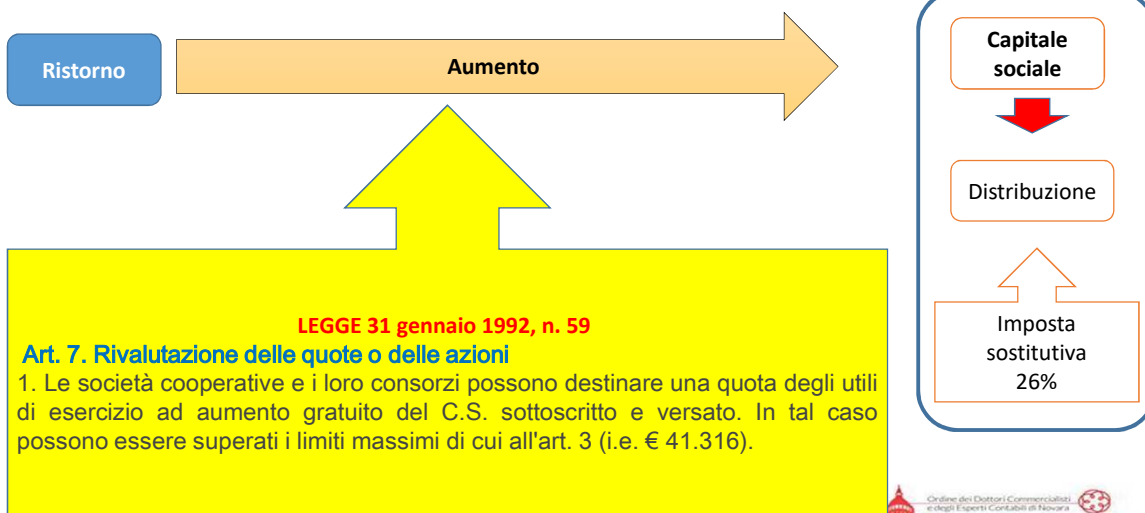 Ristorno
Aumento
Capitale
sociale
Distribuzione
Imposta
sostitutiva
26%
LEGGE 31 gennaio 1992, n. 59
Art. 7. Rivalutazione delle quote o delle azioni
1. Le società cooperative e i loro consorzi possono destinare una quota degli utili
di esercizio ad aumento gratuito del C.S. sottoscritto e versato. In tal caso
possono essere superati i limiti massimi di cui all'art. 3 (i.e. € 41.316).
Ordine dei Dottori Commercialisti
e degli Esperti Contabili di Novara